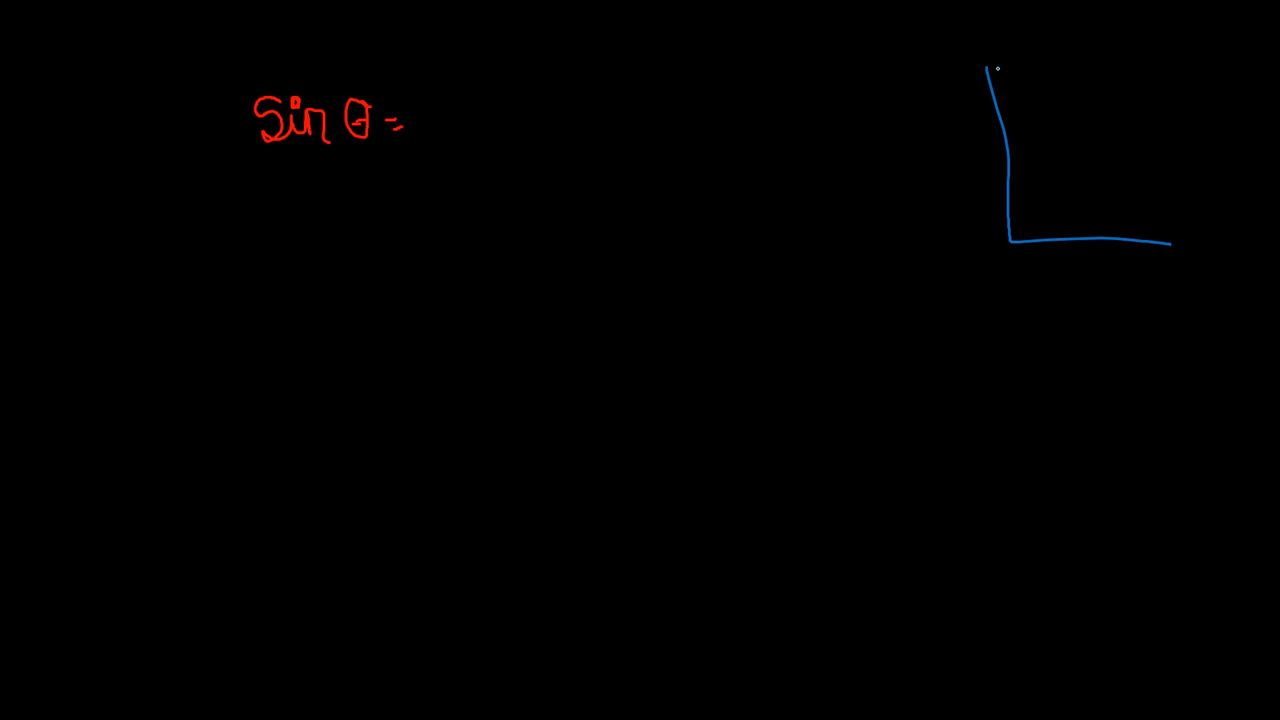 Sin θ =